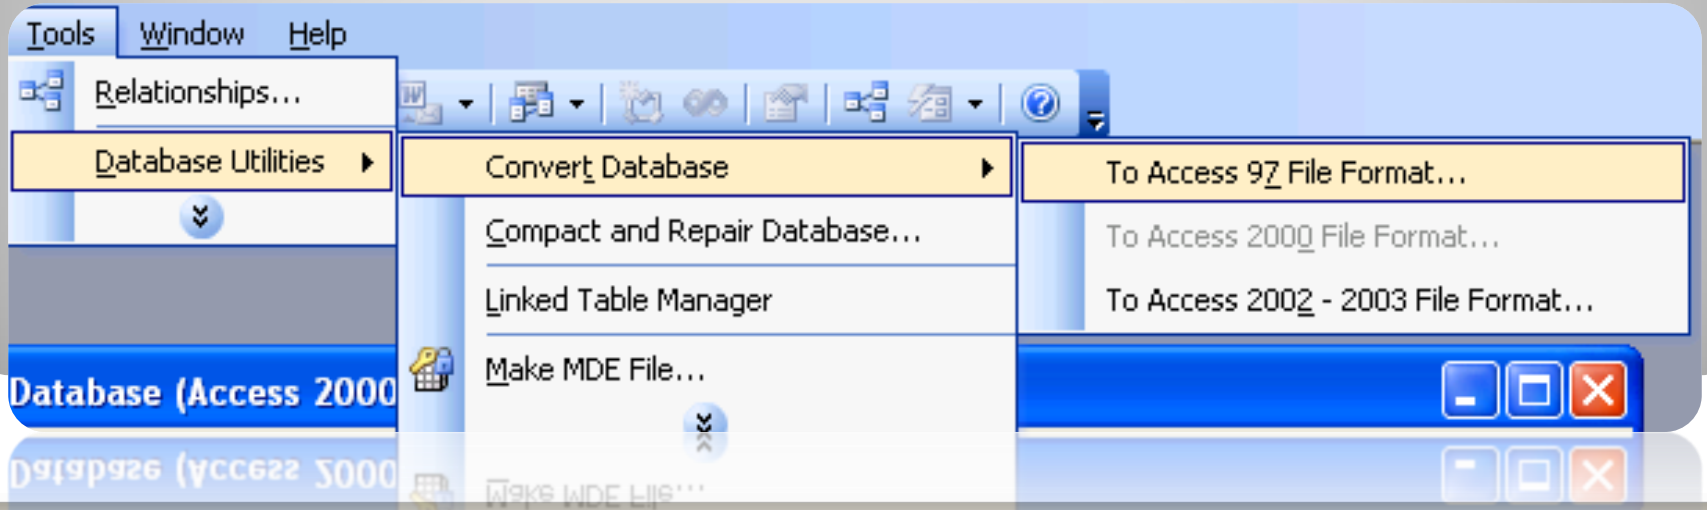 Tools Window Help
Relationships...
Database Utilities
Convert Database
Compact and Repair Database...
Linked Table Manager
Make MDE File...
To Access 97 File Format...
To Access 2000 File Format...
To Access 2002 - 2003 File Format...
Database (Access 2000